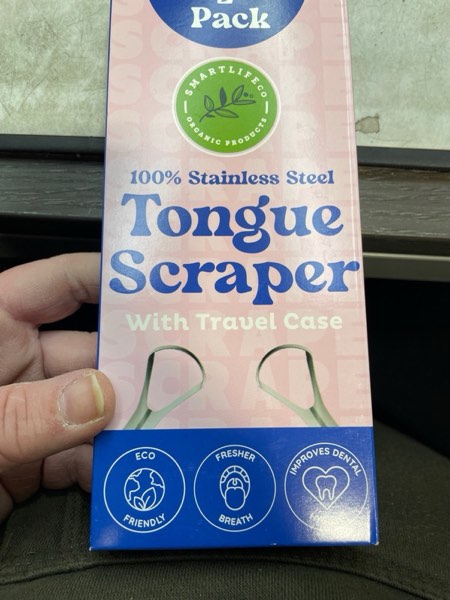 Pack
SMARTLIFECO
ORGANIC PRODUCTS
100% Stainless Steel
Tongue
Scraper
With Travel Case
ECO
FRIENDLY
FRESHER
BREATH
IMPROVES DENTAL